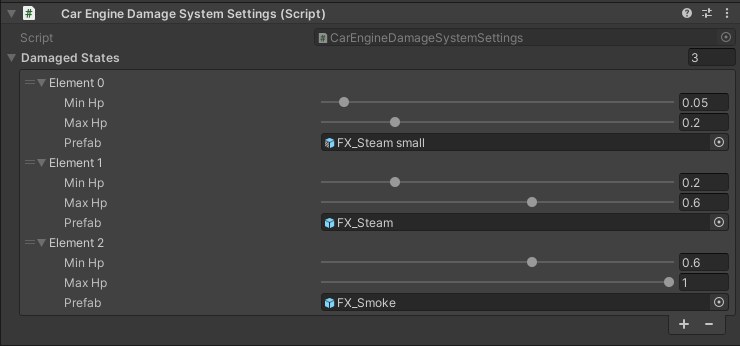 Car Engine Damage System Settings (Script)
Script CarEngineDamageSystemSettings
Damaged States 3
Element 0
Min Hp 0.05
Max Hp 0.2
Prefab FX_Steam small
Element 1
Min Hp 0.2
Max Hp 0.6
Prefab FX_Steam
Element 2
Min Hp 0.6
Max Hp 1
Prefab FX_Smoke